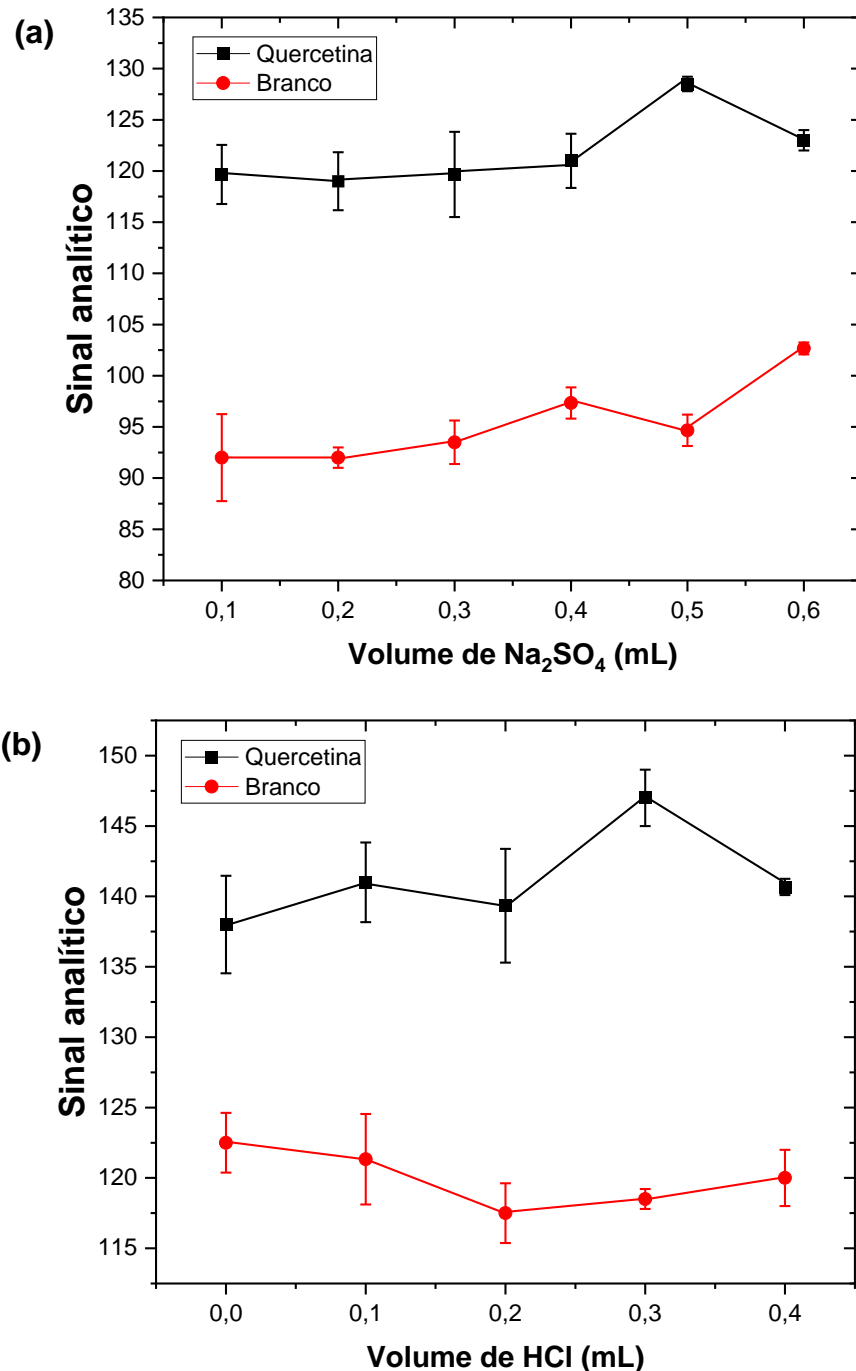 (a)
135
130
125
120
115
110
105
100
95
90
85
80
Sinal analítico
Quercetina
Branco
0,1 0,2 0,3 0,4 0,5 0,6
Volume de Na₂SO₄ (mL)
(b)
150
145
140
135
130
125
120
115
Sinal analítico
Quercetina
Branco
0,0 0,1 0,2 0,3 0,4
Volume de HCl (mL)